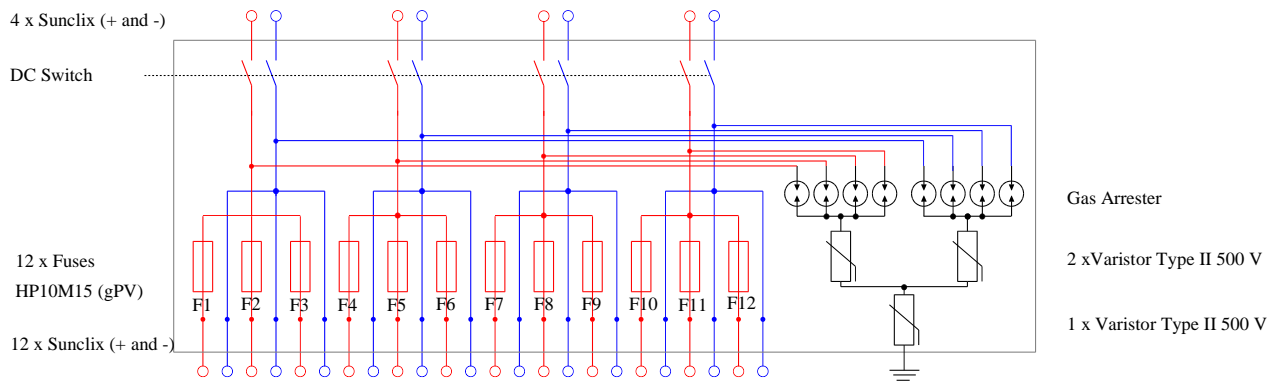 4 x Sunclix (+ and -)
DC Switch
Gas Arrester
12 x Fuses
2 xVaristor Type II 500 V
HP10M15 (gPV)
F1 F2 F3 F4 F5 F6 F7 F8 F9 F10 F11 F12
1 x Varistor Type II 500 V
12 x Sunclix (+ and -)